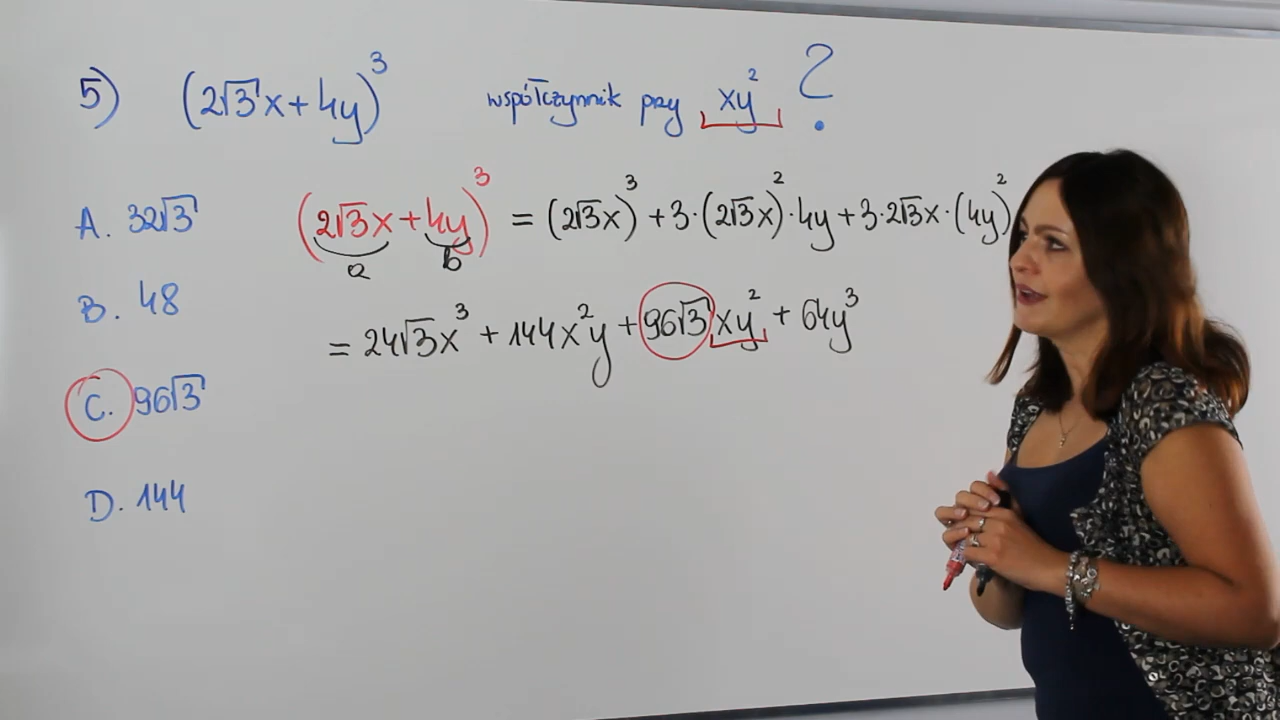 5) (2√3x+4y)³ współczynnik przy xy² ?
A. 32√3
(2√3x+4y)³ = (2√3x)³ + 3·(2√3x)²·4y + 3·2√3x·(4y)²
a b
B. 48
= 24√3x³ + 144x²y + 96√3xy² + 64y³
C. 96√3
D. 144